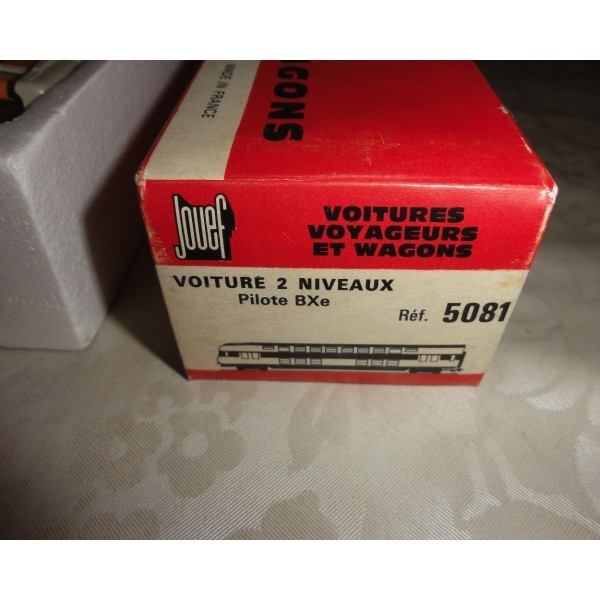 MADE IN FRANCE
GONS
Jouef
VOITURES
VOYAGEURS
ET WAGONS
VOITURE 2 NIVEAUX
Pilote BXe
Réf. 5081